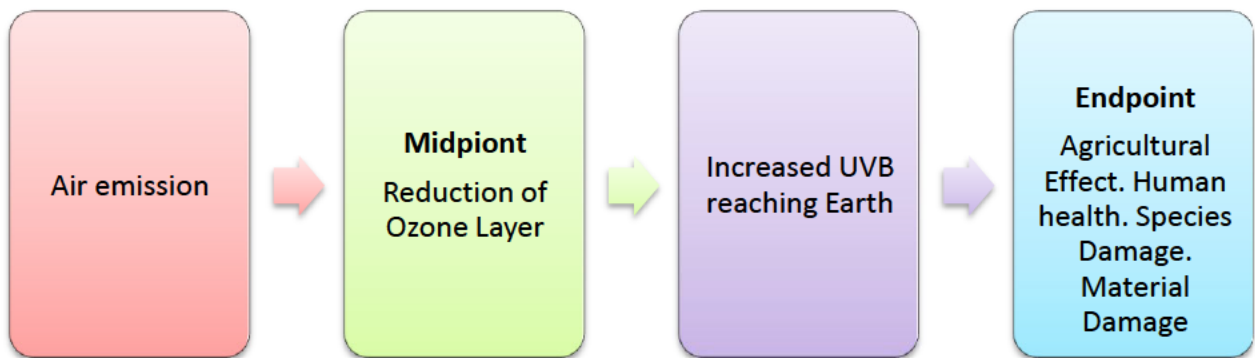 Air emission
Midpiont
Reduction of
Ozone Layer
Increased UVB
reaching Earth
Endpoint
Agricultural
Effect. Human
health. Species
Damage.
Material
Damage